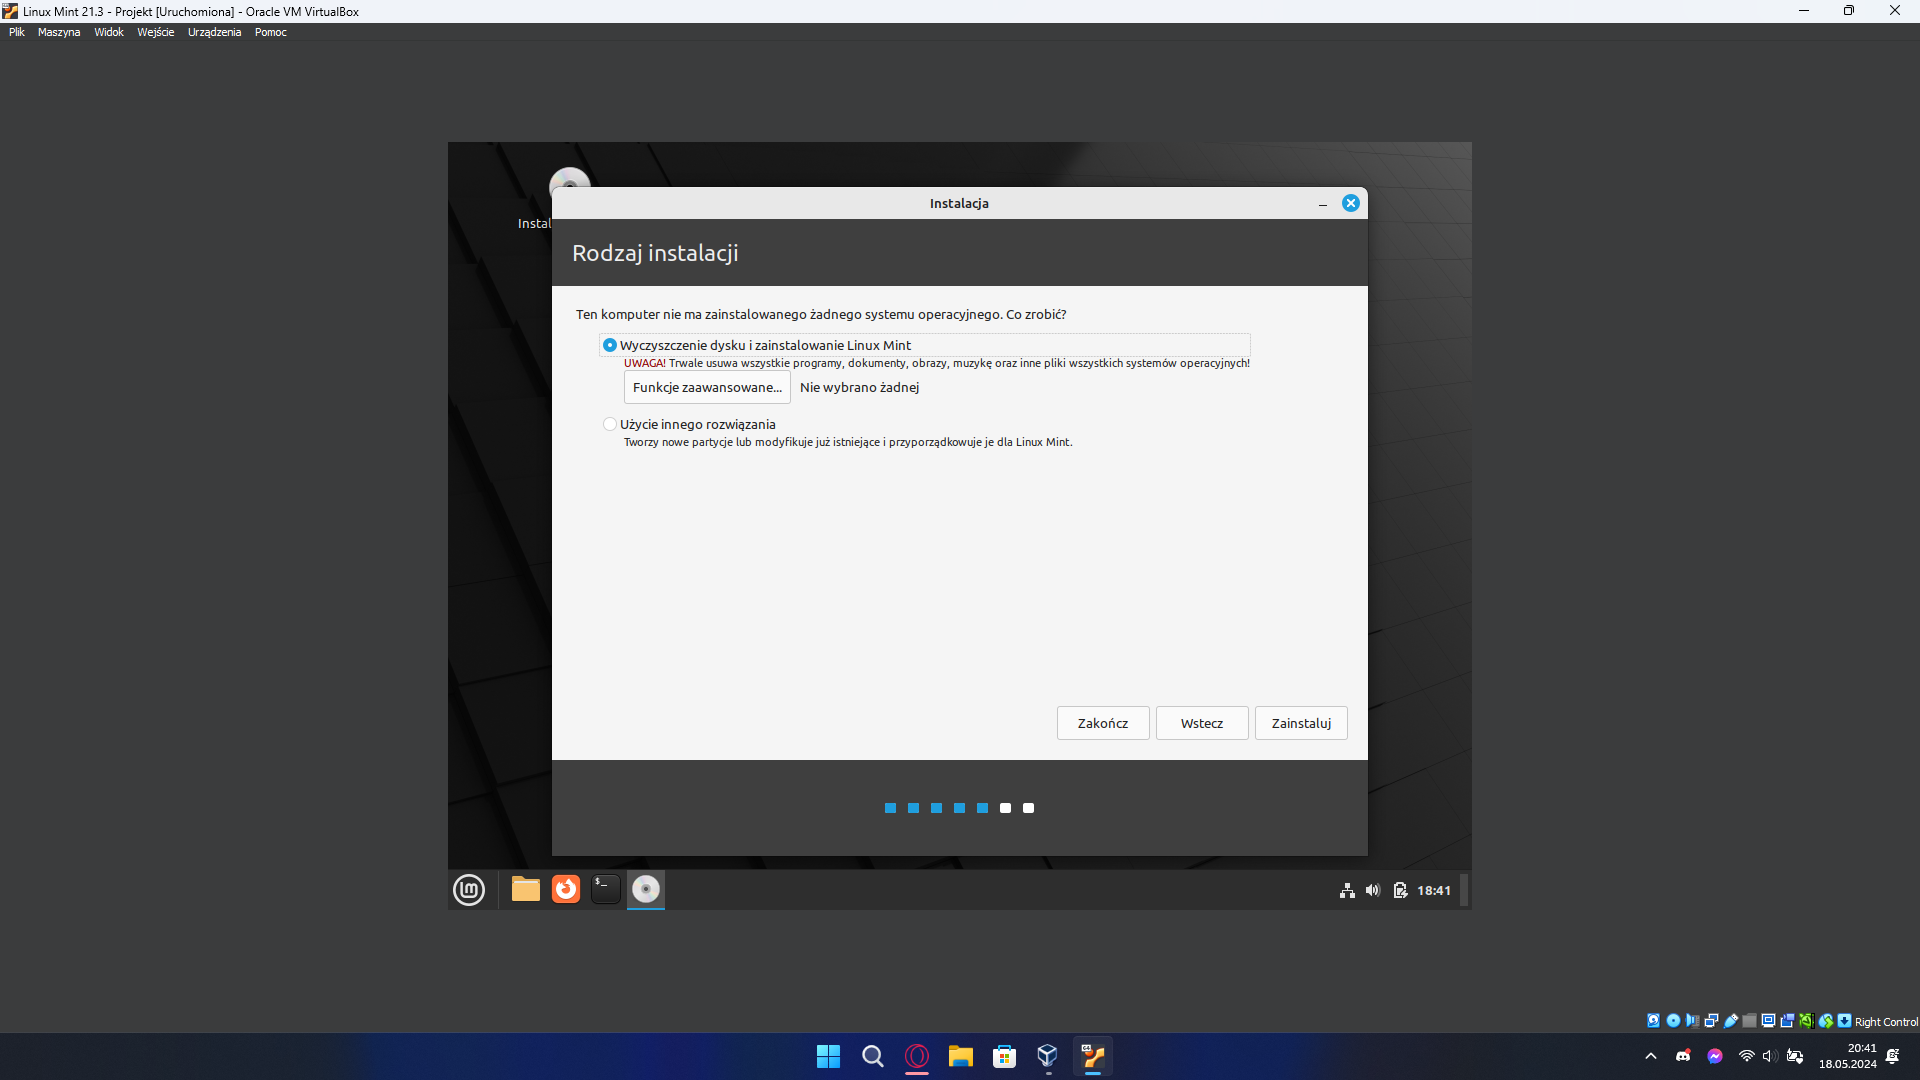 Linux Mint 21.3 - Projekt [Uruchomiona] - Oracle VM VirtualBox
Plik Maszyna Widok Wejście Urządzenia Pomoc
Instal
Instalacja
Rodzaj instalacji
Ten komputer nie ma zainstalowanego żadnego systemu operacyjnego. Co zrobić?
Wyczyszczenie dysku i zainstalowanie Linux Mint
UWAGA! Trwale usuwa wszystkie programy, dokumenty, obrazy, muzykę oraz inne pliki wszystkich systemów operacyjnych!
Funkcje zaawansowane... Nie wybrano żadnej
Użycie innego rozwiązania
Tworzy nowe partycje lub modyfikuje już istniejące i przyporządkowuje je dla Linux Mint.
Zakończ Wstecz Zainstaluj
18:41
Right Control
20:41
18.05.2024